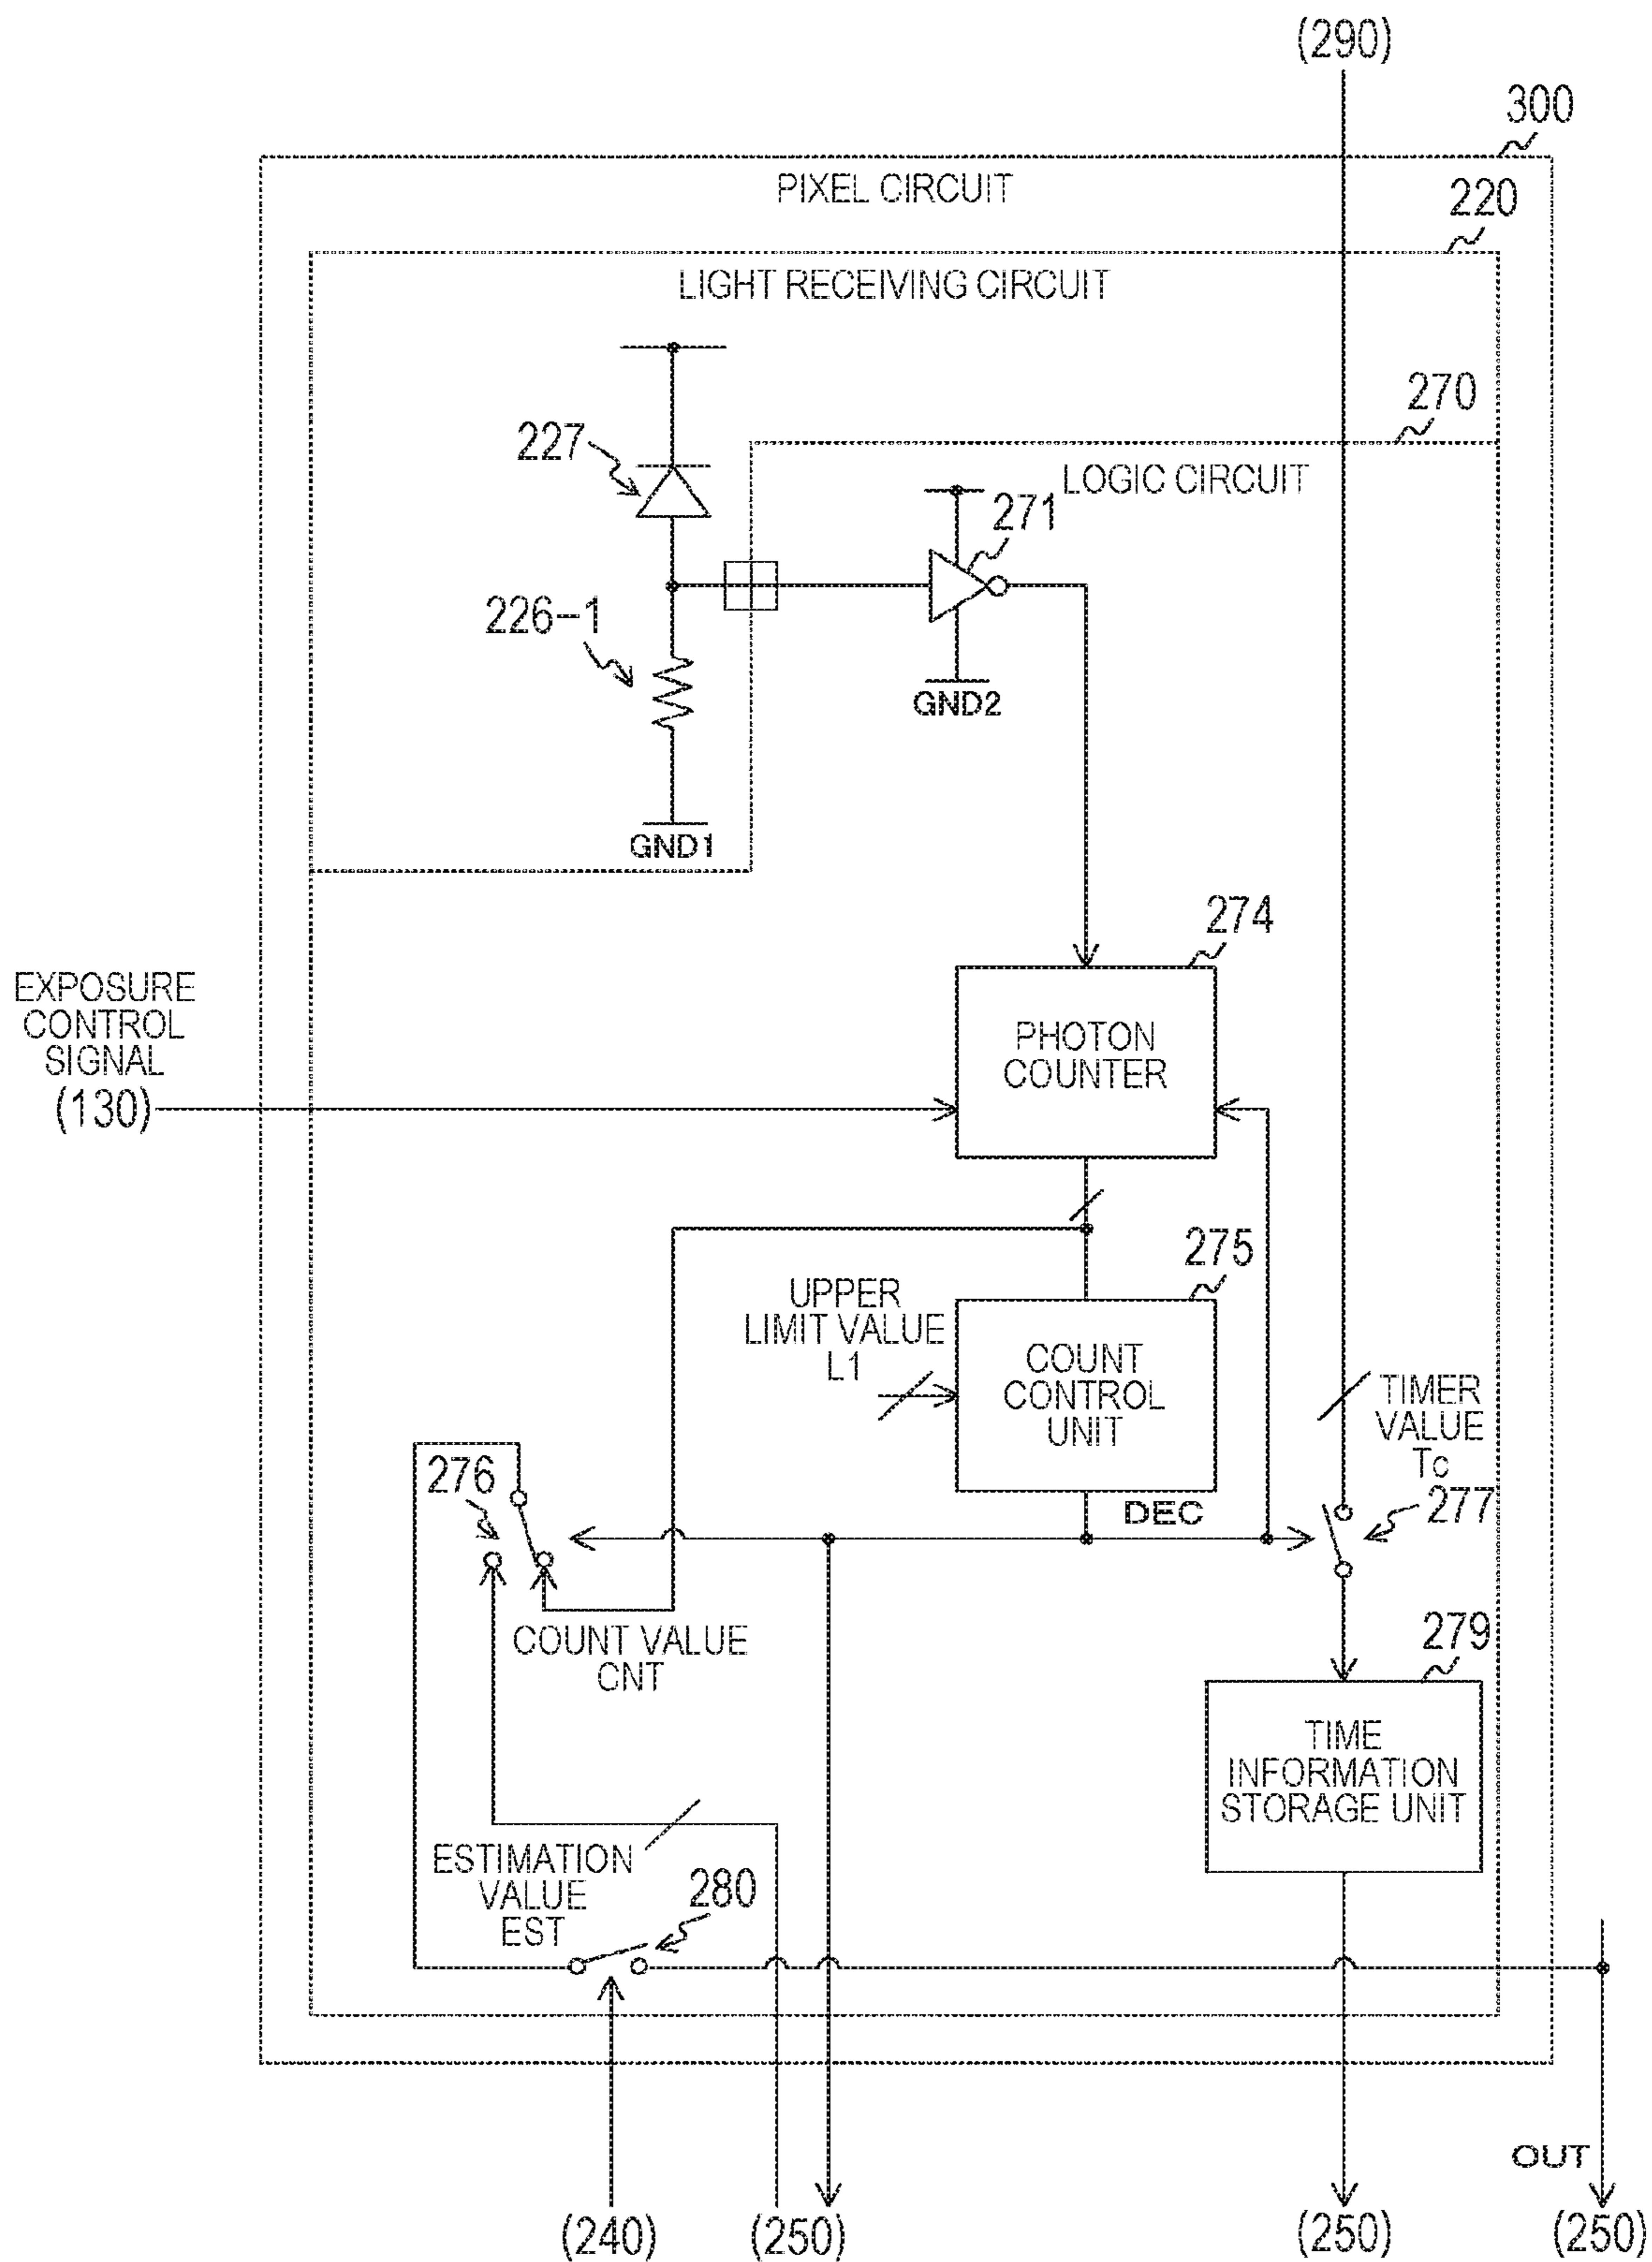 (290)
300
PIXEL CIRCUIT
220
LIGHT RECEIVING CIRCUIT
270
227
LOGIC CIRCUIT
271
226-1
GND2
GND1
274
EXPOSURE
CONTROL
SIGNAL
(130)
PHOTON
COUNTER
275
UPPER
LIMIT VALUE
L1
COUNT
CONTROL
UNIT
TIMER
VALUE
Tc
276
DEC
277
COUNT VALUE
CNT
279
TIME
INFORMATION
STORAGE UNIT
ESTIMATION
VALUE
EST
280
OUT
(240)
(250)
(250)
(250)